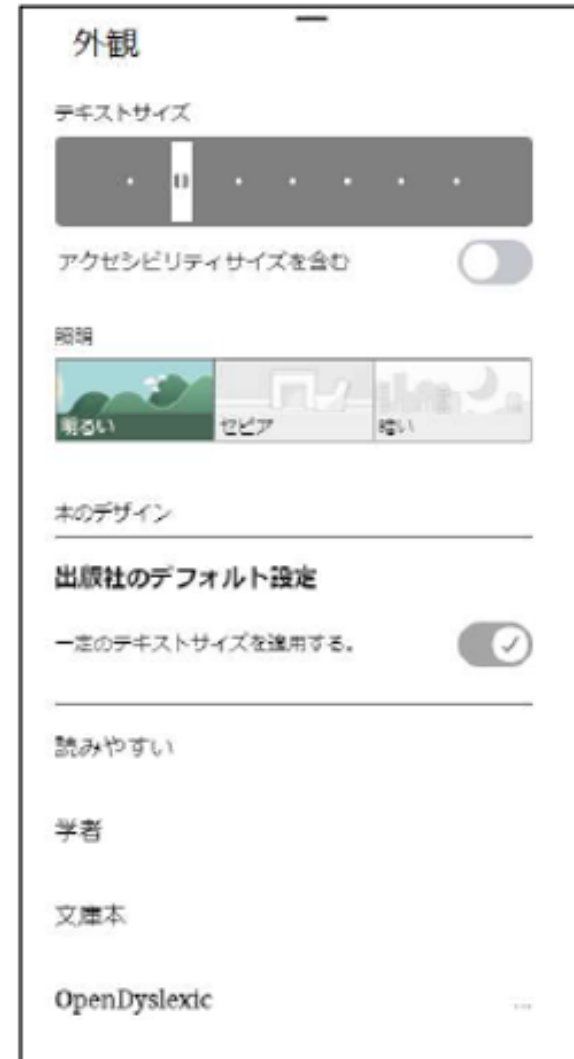 外観
テキストサイズ
アクセシビリティサイズを含む
照明
明るい
セピア
暗い
本のデザイン
出版社のデフォルト設定
一定のテキストサイズを適用する。
読みやすい
学者
文庫本
OpenDyslexic
...